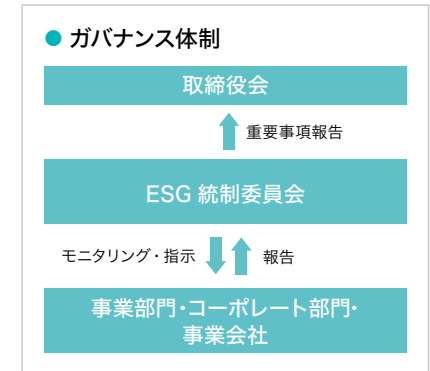 ● ガバナンス体制
取締役会
重要事項報告
ESG 統制委員会
モニタリング・指示 報告
事業部門・コーポレート部門・
事業会社